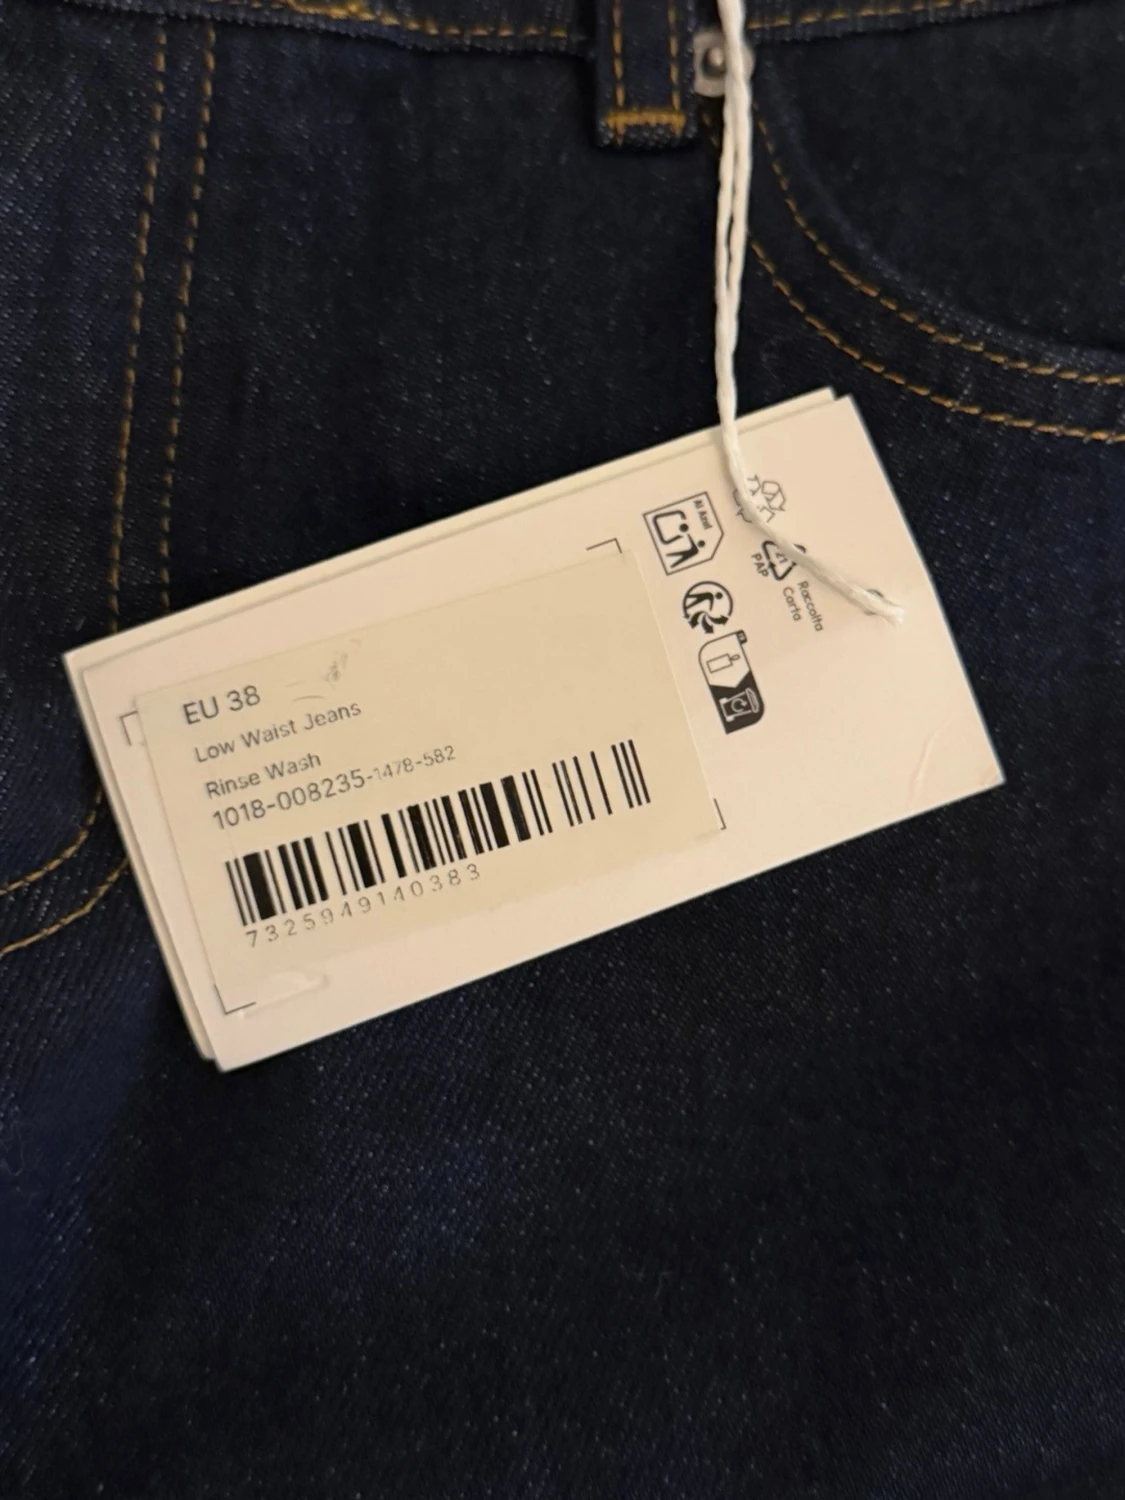 EU 38
Low Waist Jeans
Rinse Wash
1018-008235-1478-582
7325949140383
PAP
Raccolta
Carta